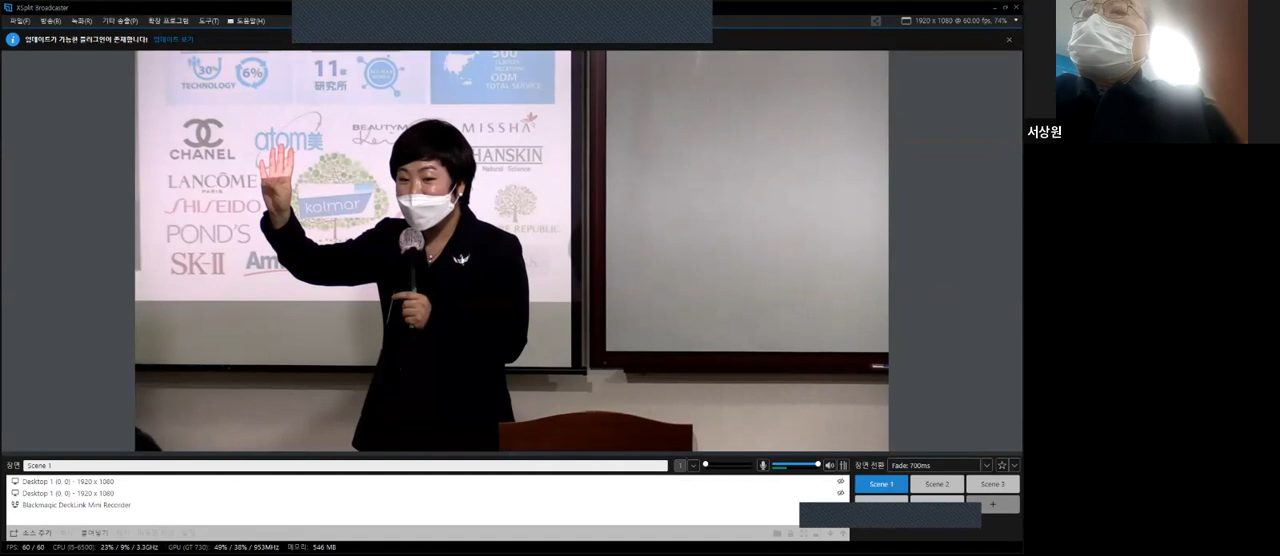 XSplit Broadcaster
파일(F) 방송(B) 녹화(R) 기타 송출(P) 확장 프로그램 도구(T) 도움말(H)
1920 x 1080 @ 60.00 fps, 74%
업데이트가 가능한 플러그인이 존재합니다! 업데이트 보기
30% 6%
TECHNOLOGY
11
研究所
500
ODM
TOTAL SERVICE
CHANEL
atom美
MISSHA
HANSKIN
Natural Science
LANCÔME
PARIS
kolmar
SHISEIDO
REPUBLIC
POND'S
SK-II
서상원
장면 Scene 1
1
장면 전환 Fade: 700ms
Desktop 1 (0, 0) - 1920 x 1080
Desktop 1 (0, 0) - 1920 x 1080
Blackmagic DeckLink Mini Recorder
Scene 1 Scene 2 Scene 3
소스 추가 붙여넣기
FPS: 60 / 60 CPU (i5-6500): 23% / 9% / 3.3GHz GPU (GT 730): 49% / 38% / 953MHz 메모리: 546 MB